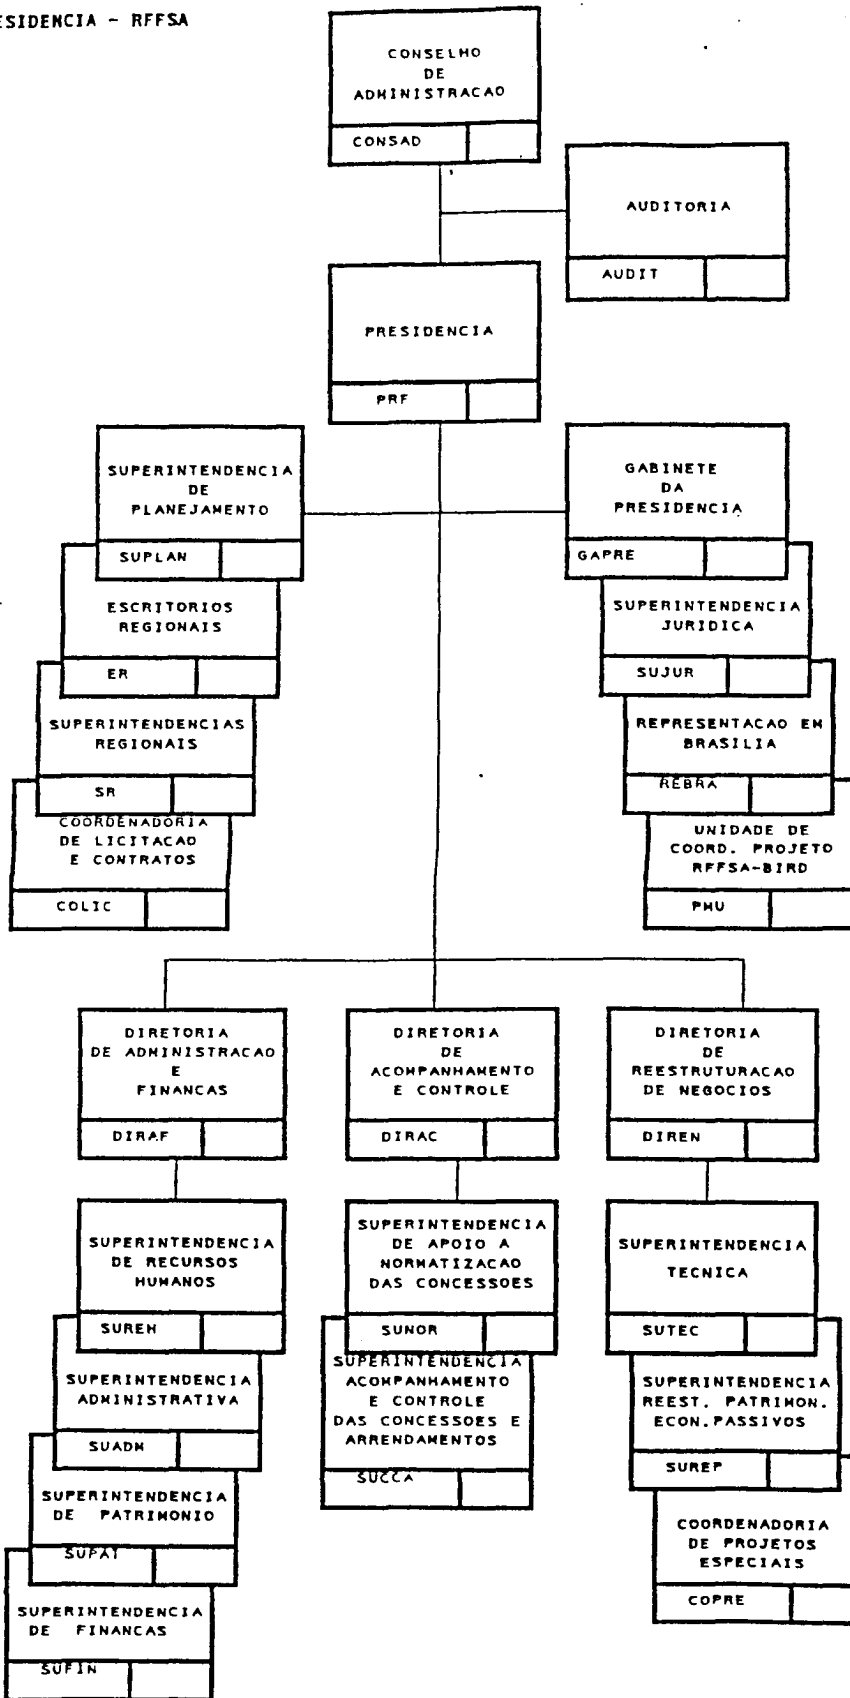 ESIDENCIA - RFFSA
CONSELHO
DE
ADMINISTRACAO
CONSAD
AUDITORIA
AUDIT
PRESIDENCIA
PRF
SUPERINTENDENCIA
DE
PLANEJAMENTO
SUPLAN
GABINETE
DA
PRESIDENCIA
GAPRE
ESCRITORIOS
REGIONAIS
ER
SUPERINTENDENCIA
JURIDICA
SUJUR
SUPERINTENDENCIAS
REGIONAIS
SR
REPRESENTACAO EM
BRASILIA
REBRA
COORDENADORIA
DE LICITACAO
E CONTRATOS
COLIC
UNIDADE DE
COORD. PROJETO
RFFSA-BIRD
PMU
DIRETORIA
DE ADMINISTRACAO
E
FINANCAS
DIRAF
DIRETORIA
DE
ACOMPANHAMENTO
E CONTROLE
DIRAC
DIRETORIA
DE
REESTRUTURACAO
DE NEGOCIOS
DIREN
SUPERINTENDENCIA
DE RECURSOS
HUMANOS
SUREH
SUPERINTENDENCIA
DE APOIO A
NORMATIZACAO
DAS CONCESSOES
SUNOR
SUPERINTENDENCIA
TECNICA
SUTEC
SUPERINTENDENCIA
ADMINISTRATIVA
SUADM
SUPERINTENDENCIA
ACOMPANHAMENTO
E CONTROLE
DAS CONCESSOES E
ARRENDAMENTOS
SUCCA
SUPERINTENDENCIA
REEST. PATRIMON.
ECON.PASSIVOS
SUREP
SUPERINTENDENCIA
DE PATRIMONIO
SUPAT
COORDENADORIA
DE PROJETOS
ESPECIAIS
COPRE
SUPERINTENDENCIA
DE FINANCAS
SUFIN